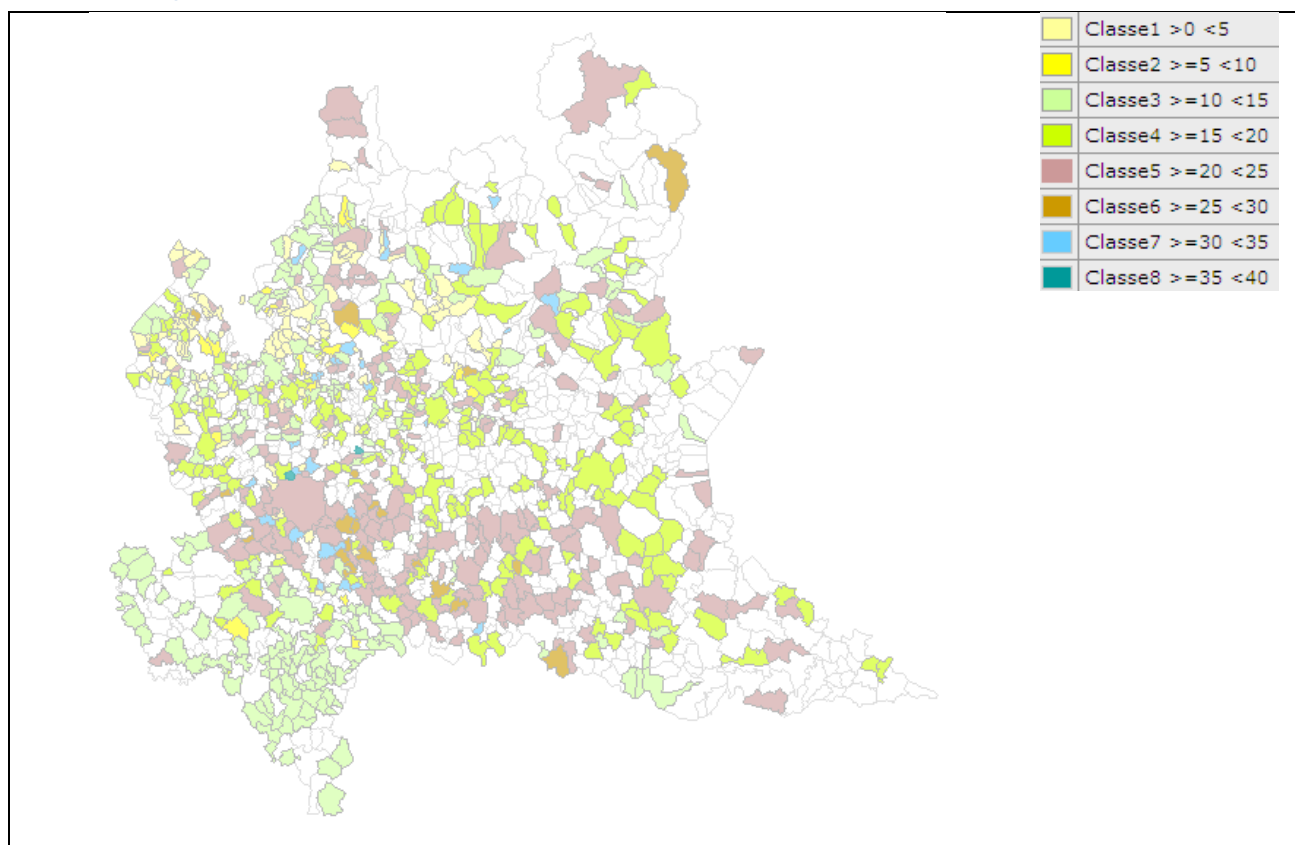 Classe1 >0 <5
Classe2 >=5 <10
Classe3 >=10 <15
Classe4 >=15 <20
Classe5 >=20 <25
Classe6 >=25 <30
Classe7 >=30 <35
Classe8 >=35 <40